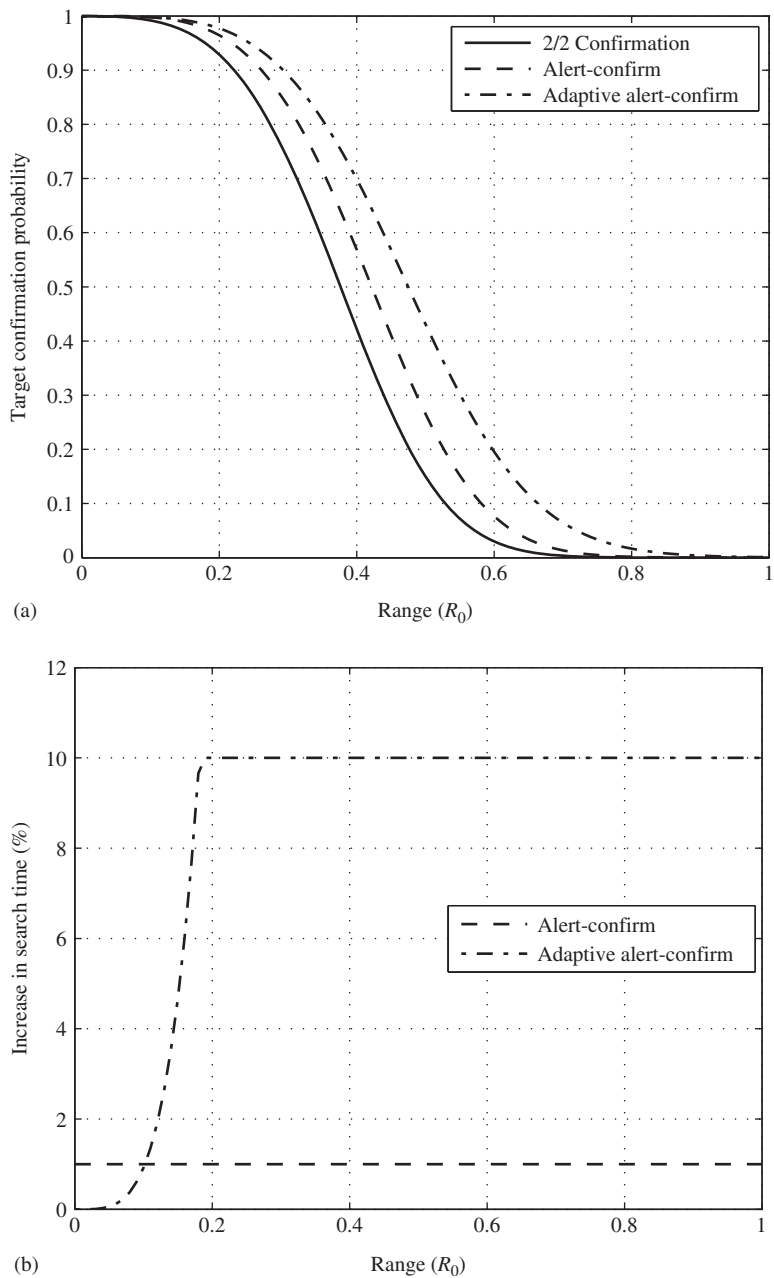 1
0.9
0.8
0.7
0.6
0.5
0.4
0.3
0.2
0.1
0
Target confirmation probability
2/2 Confirmation
Alert-confirm
Adaptive alert-confirm
0 0.2 0.4 0.6 0.8 1
(a) Range (R0)
12
10
8
6
4
2
0
Increase in search time (%)
Alert-confirm
Adaptive alert-confirm
0 0.2 0.4 0.6 0.8 1
(b) Range (R0)